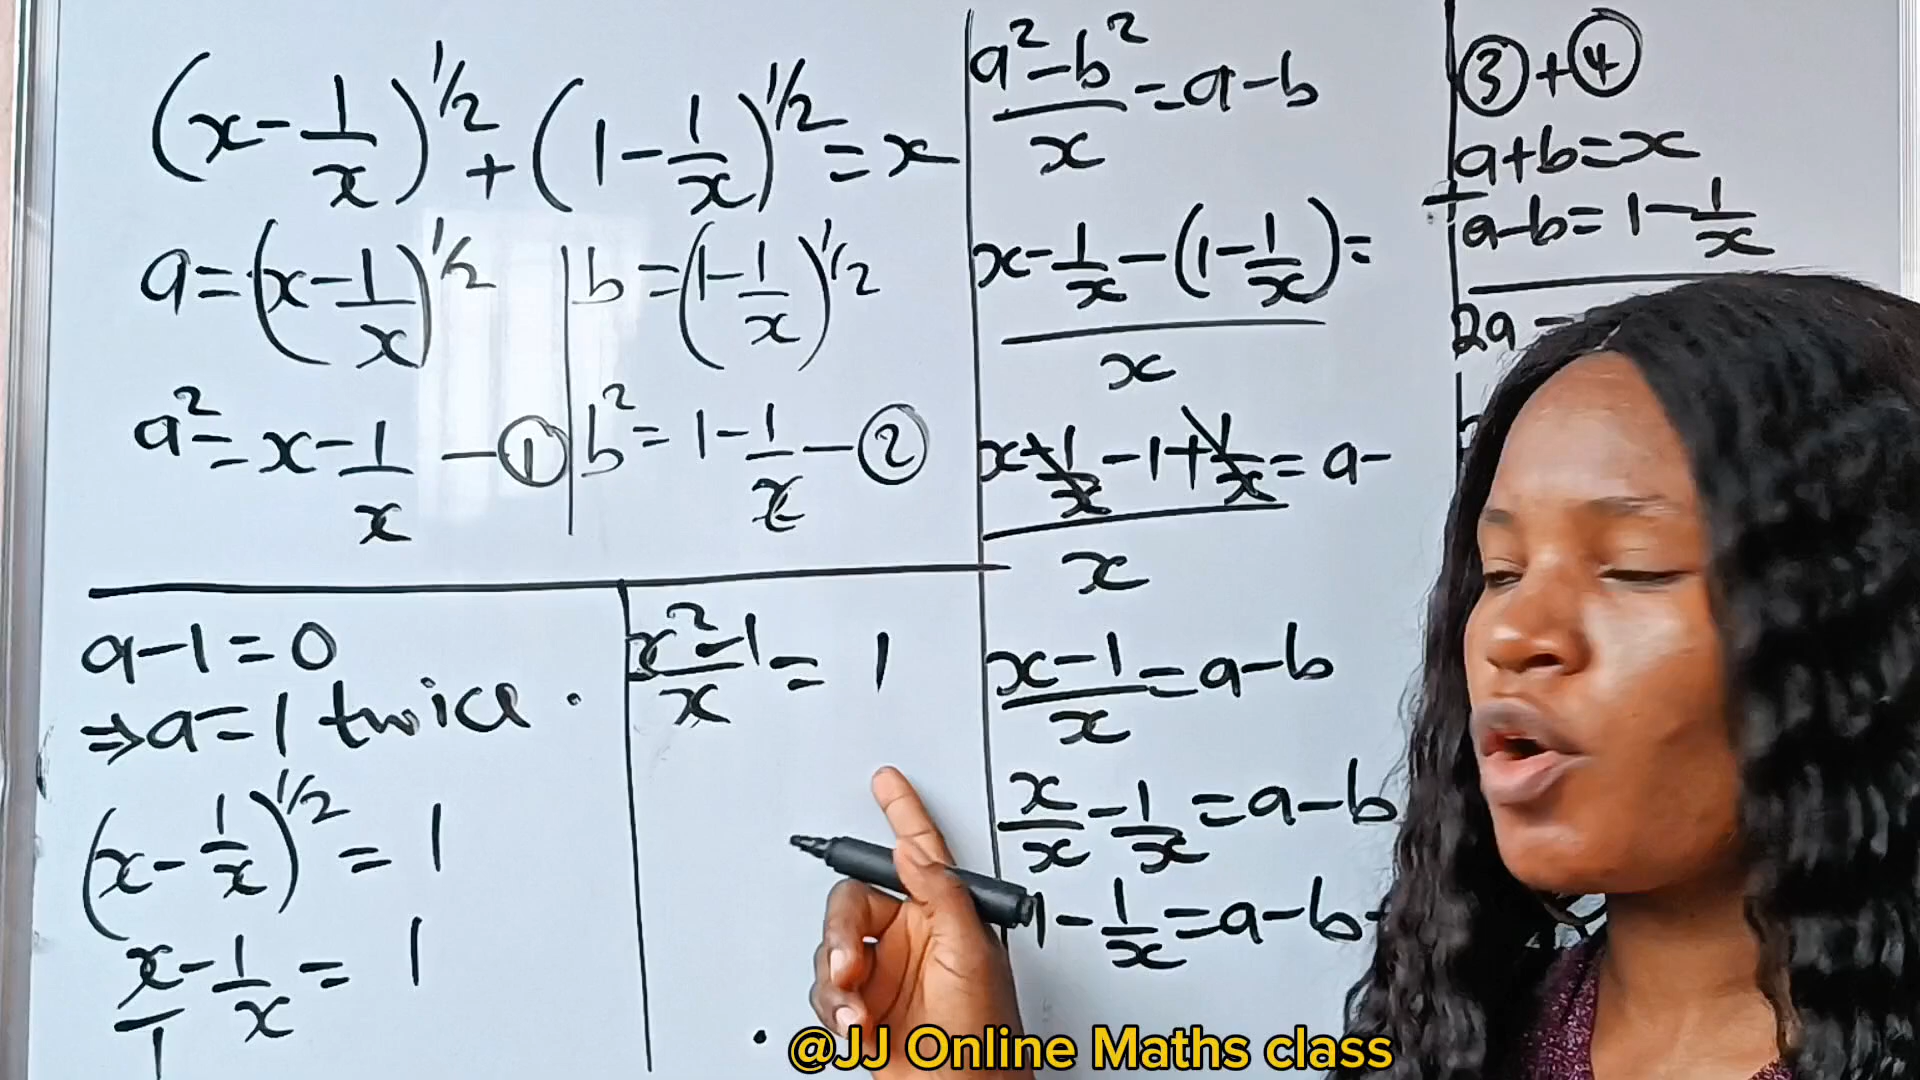 (x - 1/x)^1/2 + (1 - 1/x)^1/2 = x
a = (x - 1/x)^1/2
a² = x - 1/x - ①
b = (1 - 1/x)^1/2
b² = 1 - 1/x - ②
a - 1 = 0
⇒ a = 1 twice.
(x - 1/x)^1/2 = 1
x/1 - 1/x = 1
(x² - 1)/x = 1
(a² - b²)/x = a - b
(x - 1/x - (1 - 1/x))/x =
(x - 1/x - 1 + 1/x)/x = a -
(x - 1)/x = a - b
x/x - 1/x = a - b
1 - 1/x = a - b -
③ + ④
a + b = x
+ a - b = 1 - 1/x
2a =
@JJ Online Maths class